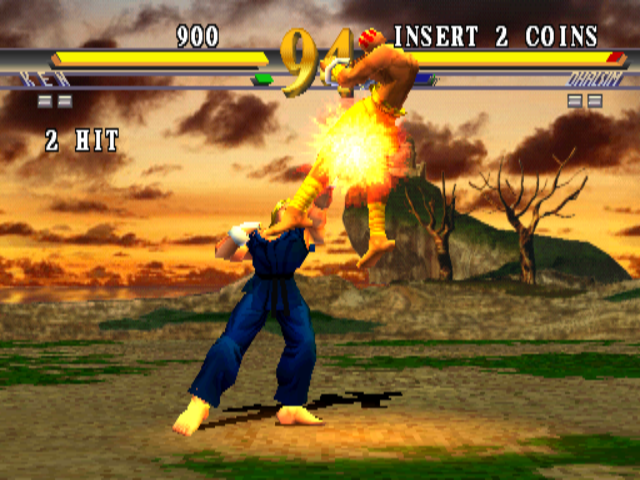 900 94 INSERT 2 COINS
KEN DHALSIM
2 HIT